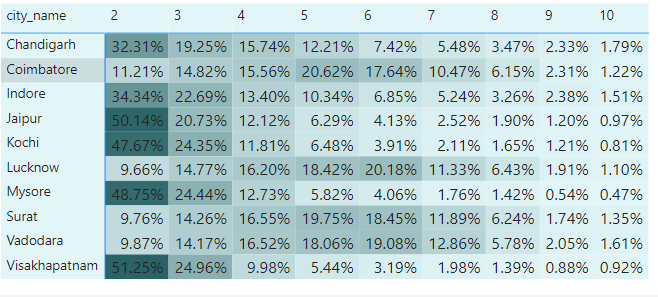 city_name 2 3 4 5 6 7 8 9 10
Chandigarh 32.31% 19.25% 15.74% 12.21% 7.42% 5.48% 3.47% 2.33% 1.79%
Coimbatore 11.21% 14.82% 15.56% 20.62% 17.64% 10.47% 6.15% 2.31% 1.22%
Indore 34.34% 22.69% 13.40% 10.34% 6.85% 5.24% 3.26% 2.38% 1.51%
Jaipur 50.14% 20.73% 12.12% 6.29% 4.13% 2.52% 1.90% 1.20% 0.97%
Kochi 47.67% 24.35% 11.81% 6.48% 3.91% 2.11% 1.65% 1.21% 0.81%
Lucknow 9.66% 14.77% 16.20% 18.42% 20.18% 11.33% 6.43% 1.91% 1.10%
Mysore 48.75% 24.44% 12.73% 5.82% 4.06% 1.76% 1.42% 0.54% 0.47%
Surat 9.76% 14.26% 16.55% 19.75% 18.45% 11.89% 6.24% 1.74% 1.35%
Vadodara 9.87% 14.17% 16.52% 18.06% 19.08% 12.86% 5.78% 2.05% 1.61%
Visakhapatnam 51.25% 24.96% 9.98% 5.44% 3.19% 1.98% 1.39% 0.88% 0.92%